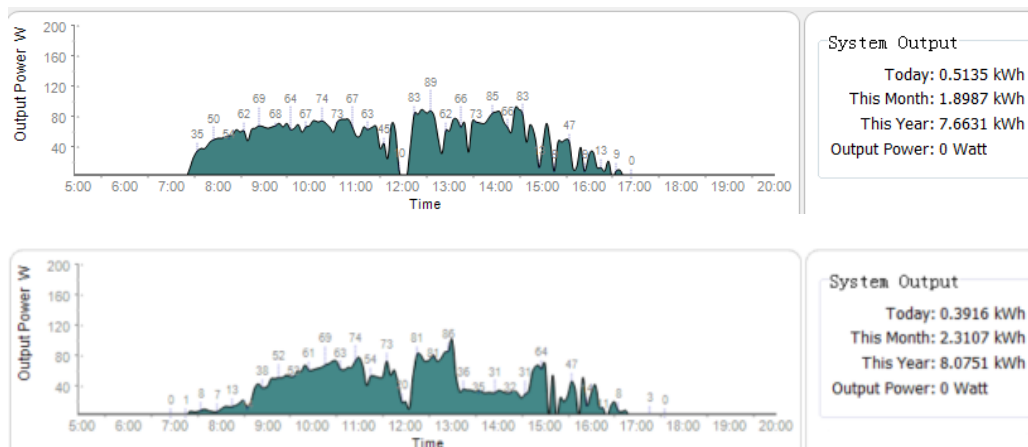 200
160
120
80
40
Output Power W
35 50 54 62 69 68 64 67 74 73 67 63 45 83 89 62 66 73 85 66 83 47 13 9 0
5:00 6:00 7:00 8:00 9:00 10:00 11:00 12:00 13:00 14:00 15:00 16:00 17:00 18:00 19:00 20:00
Time
System Output
Today: 0.5135 kWh
This Month: 1.8987 kWh
This Year: 7.6631 kWh
Output Power: 0 Watt
200
160
120
80
40
Output Power W
0 1 8 7 13 38 52 61 69 63 74 54 73 20 81 81 86 36 35 31 32 31 64 47 8 3 0
5:00 6:00 7:00 8:00 9:00 10:00 11:00 12:00 13:00 14:00 15:00 16:00 17:00 18:00 19:00 20:00
Time
System Output
Today: 0.3916 kWh
This Month: 2.3107 kWh
This Year: 8.0751 kWh
Output Power: 0 Watt